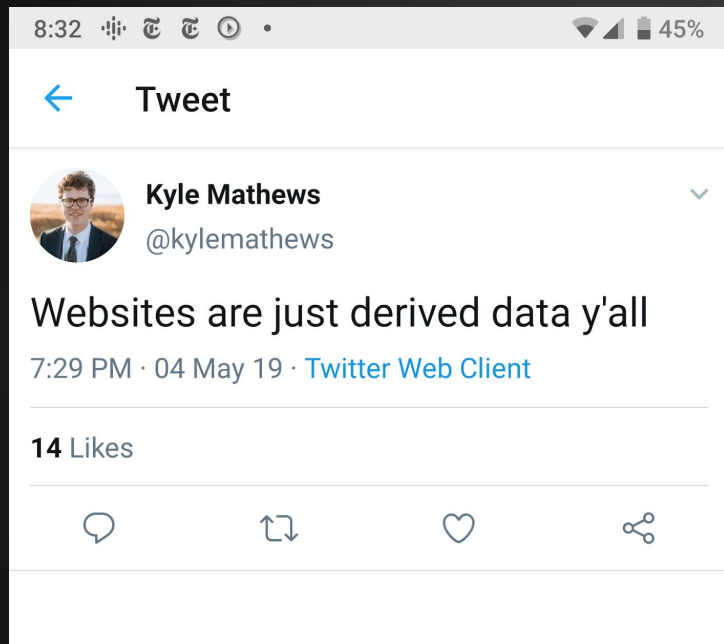 8:32 45%
Tweet
Kyle Mathews
@kylemathews
Websites are just derived data y'all
7:29 PM · 04 May 19 · Twitter Web Client
14 Likes